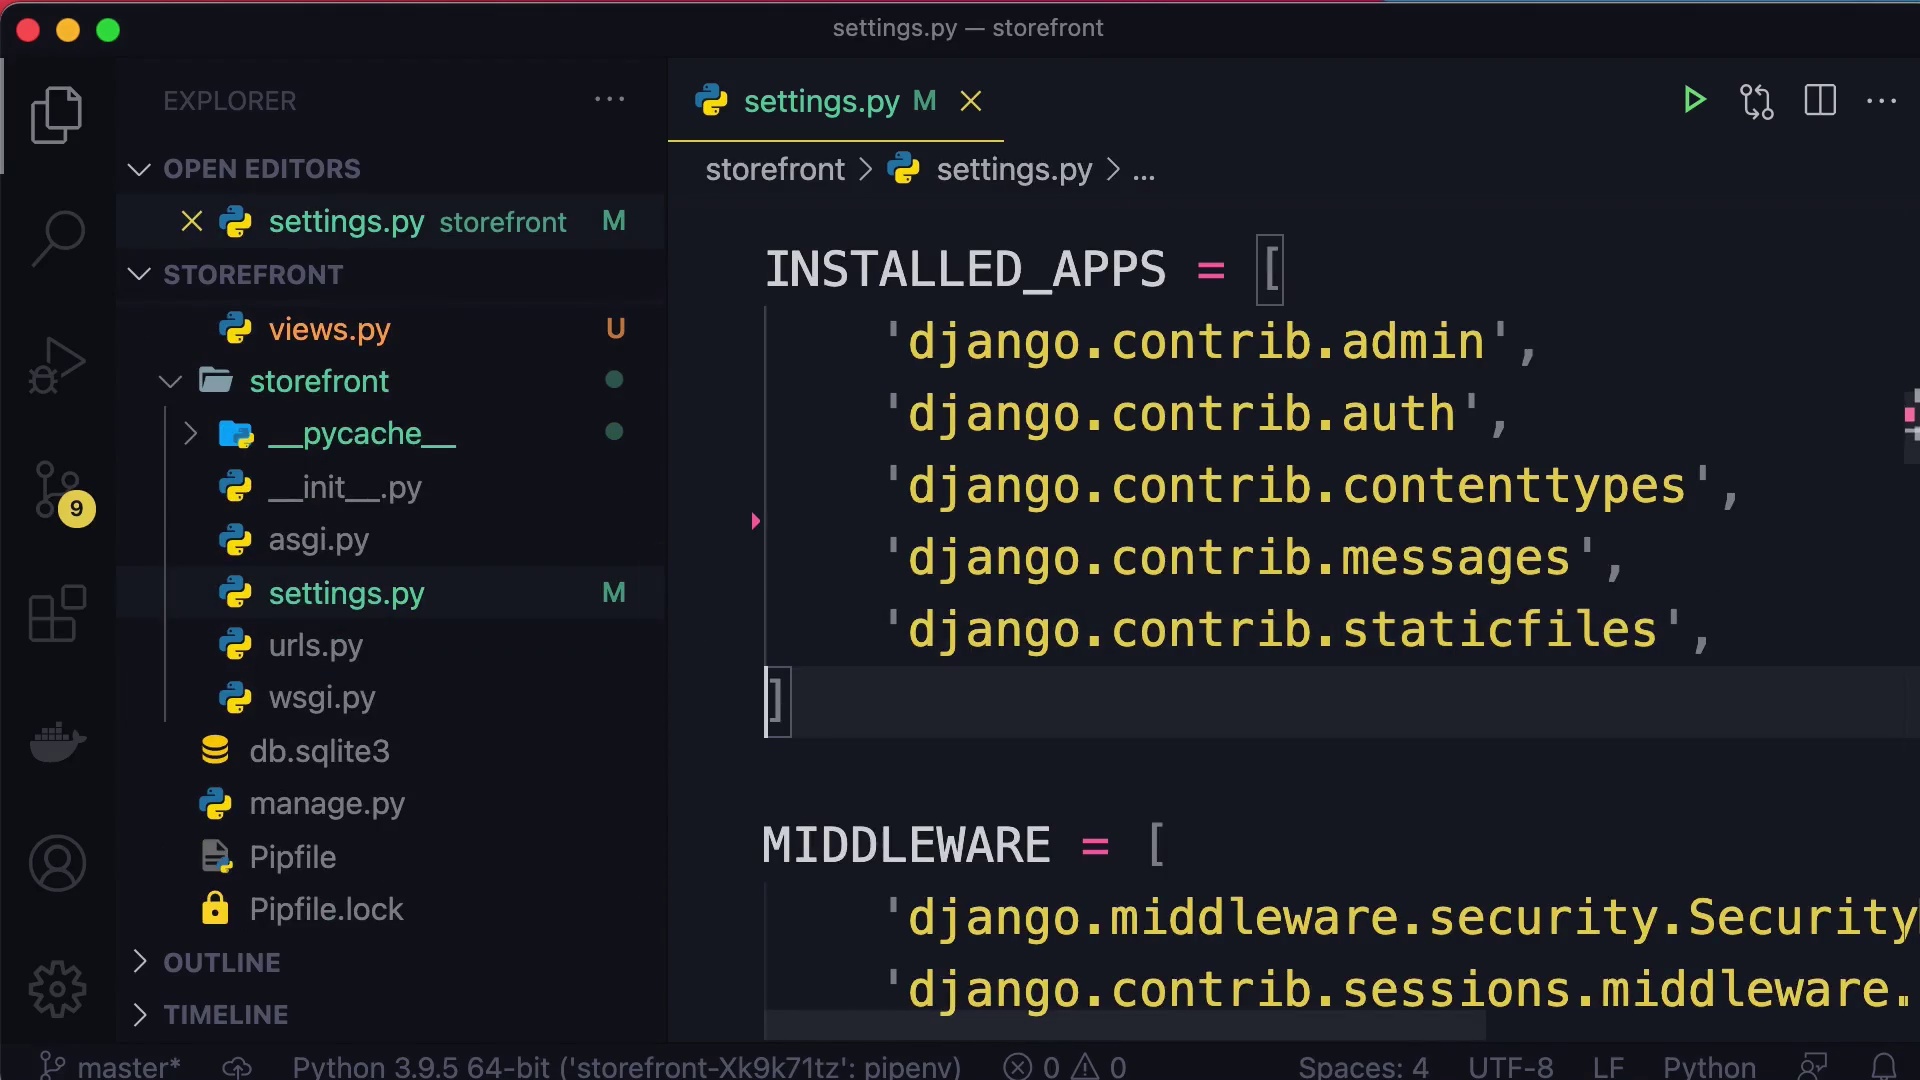 settings.py — storefront
EXPLORER
OPEN EDITORS
settings.py storefront M
STOREFRONT
views.py U
storefront
__pycache__
__init__.py
asgi.py
settings.py M
urls.py
wsgi.py
db.sqlite3
manage.py
Pipfile
Pipfile.lock
OUTLINE
TIMELINE
9
settings.py M
storefront > settings.py > ...
INSTALLED_APPS = [
'django.contrib.admin',
'django.contrib.auth',
'django.contrib.contenttypes',
'django.contrib.messages',
'django.contrib.staticfiles',
]
MIDDLEWARE = [
'django.middleware.security.Security
'django.contrib.sessions.middleware.
master* Python 3.9.5 64-bit ('storefront-Xk9k71tz': pipenv) 0 0 Spaces: 4 UTF-8 LF Python